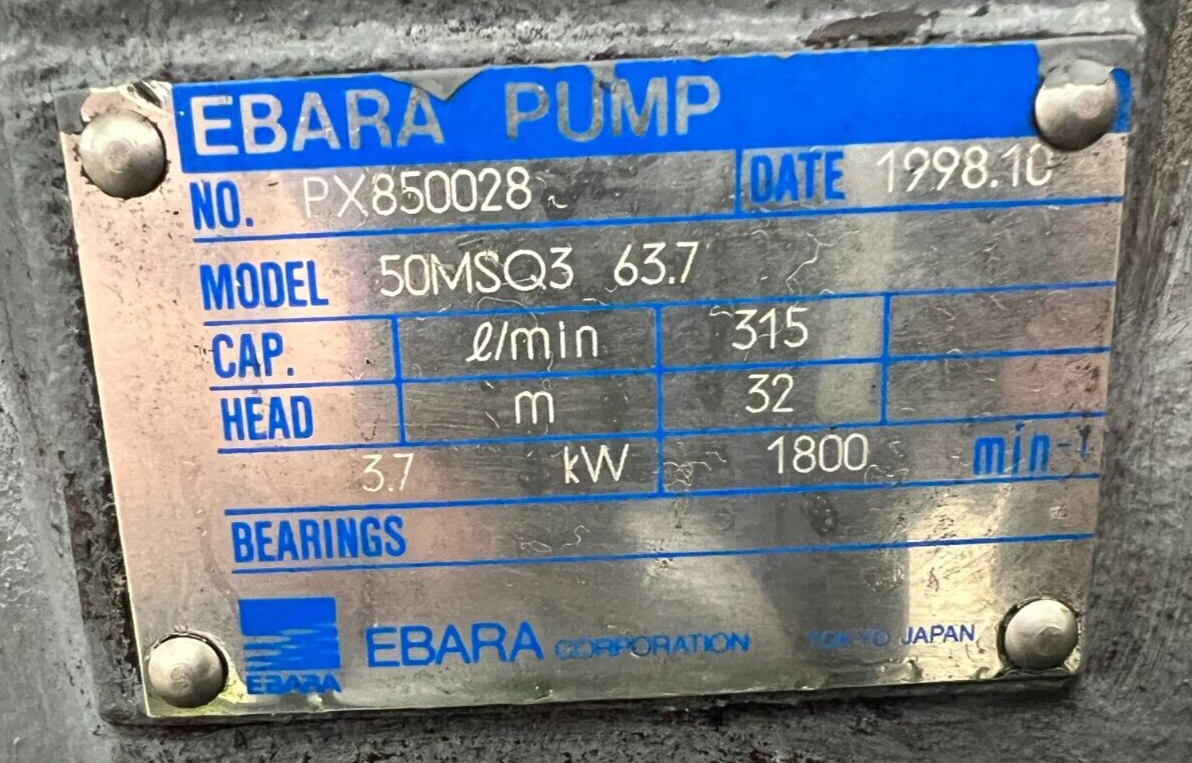 EBARA PUMP
NO. PX850028 DATE 1998.10
MODEL 50MSQ3 63.7
CAP. ℓ/min 315
HEAD m 32
3.7 kW 1800 min-1
BEARINGS
EBARA EBARA CORPORATION TOKYO JAPAN